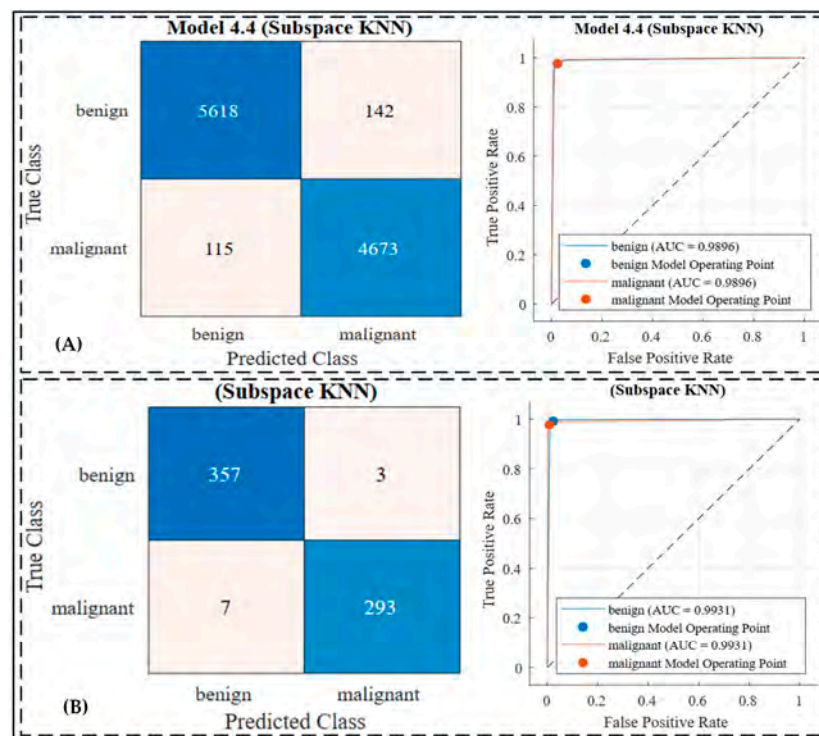 Model 4.4 (Subspace KNN)
True Class
benign
5618
142
malignant
115
4673
benign
malignant
Predicted Class
(A)
Model 4.4 (Subspace KNN)
True Positive Rate
1
0.8
0.6
0.4
0.2
0
benign (AUC = 0.9896)
benign Model Operating Point
malignant (AUC = 0.9896)
malignant Model Operating Point
0
0.2
0.4
0.6
0.8
1
False Positive Rate
(Subspace KNN)
True Class
benign
357
3
malignant
7
293
benign
malignant
Predicted Class
(B)
(Subspace KNN)
True Positive Rate
1
0.8
0.6
0.4
0.2
0
benign (AUC = 0.9931)
benign Model Operating Point
malignant (AUC = 0.9931)
malignant Model Operating Point
0
0.2
0.4
0.6
0.8
1
False Positive Rate